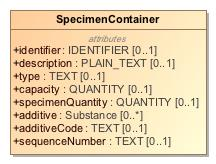 SpecimenContainer
attributes
+identifier : IDENTIFIER [0..1]
+description : PLAIN_TEXT [0..1]
+type : TEXT [0..1]
+capacity : QUANTITY [0..1]
+specimenQuantity : QUANTITY [0..1]
+additive : Substance [0..*]
+additiveCode : TEXT [0..1]
+sequenceNumber : TEXT [0..1]